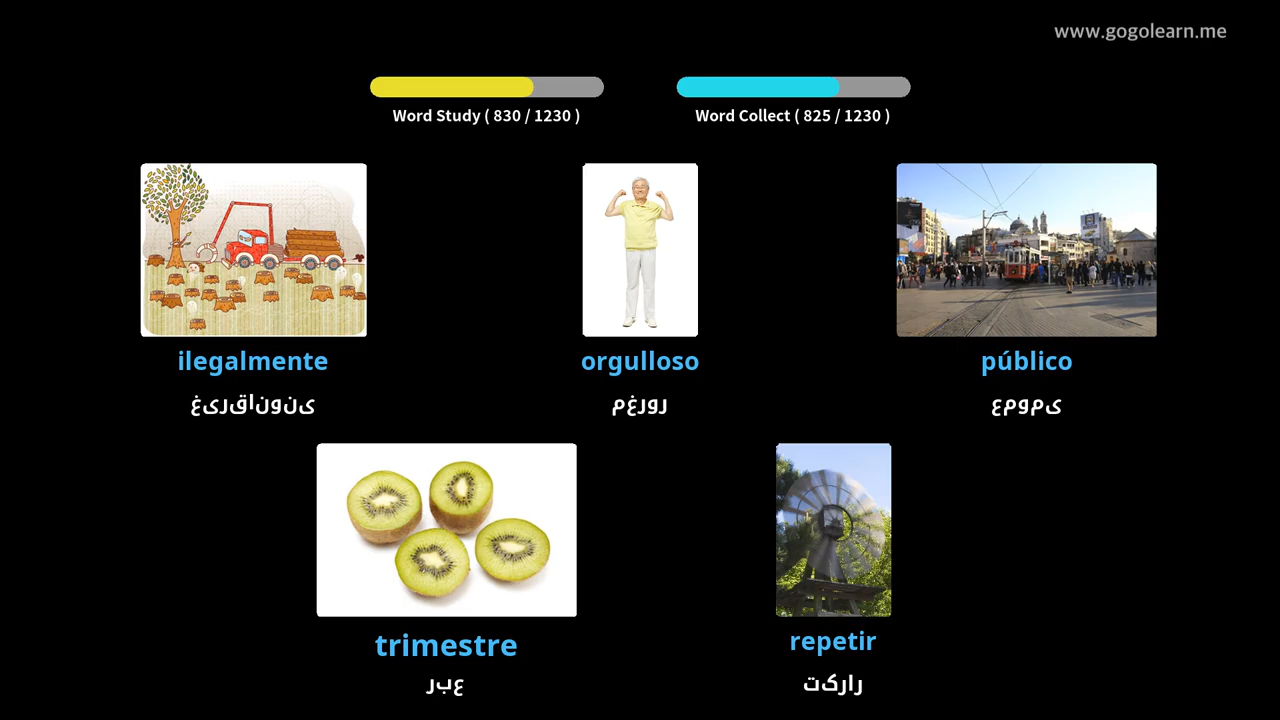 www.gogolearn.me
Word Study ( 830 / 1230 )
Word Collect ( 825 / 1230 )
ilegalmente
orgulloso
público
غیرقانونی
مغرور
عمومی
trimestre
repetir
ربع
تکرار